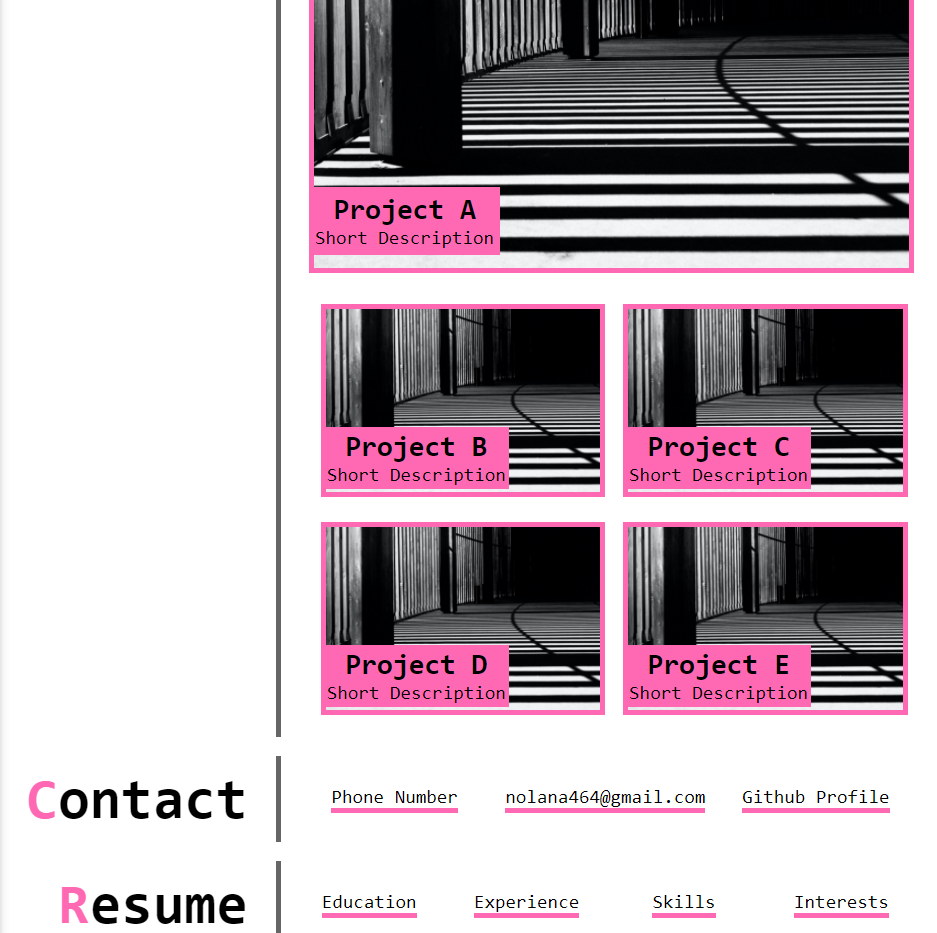 Project A
Short Description
Project B
Short Description
Project C
Short Description
Project D
Short Description
Project E
Short Description
Contact
Phone Number
nolana464@gmail.com
Github Profile
Resume
Education
Experience
Skills
Interests